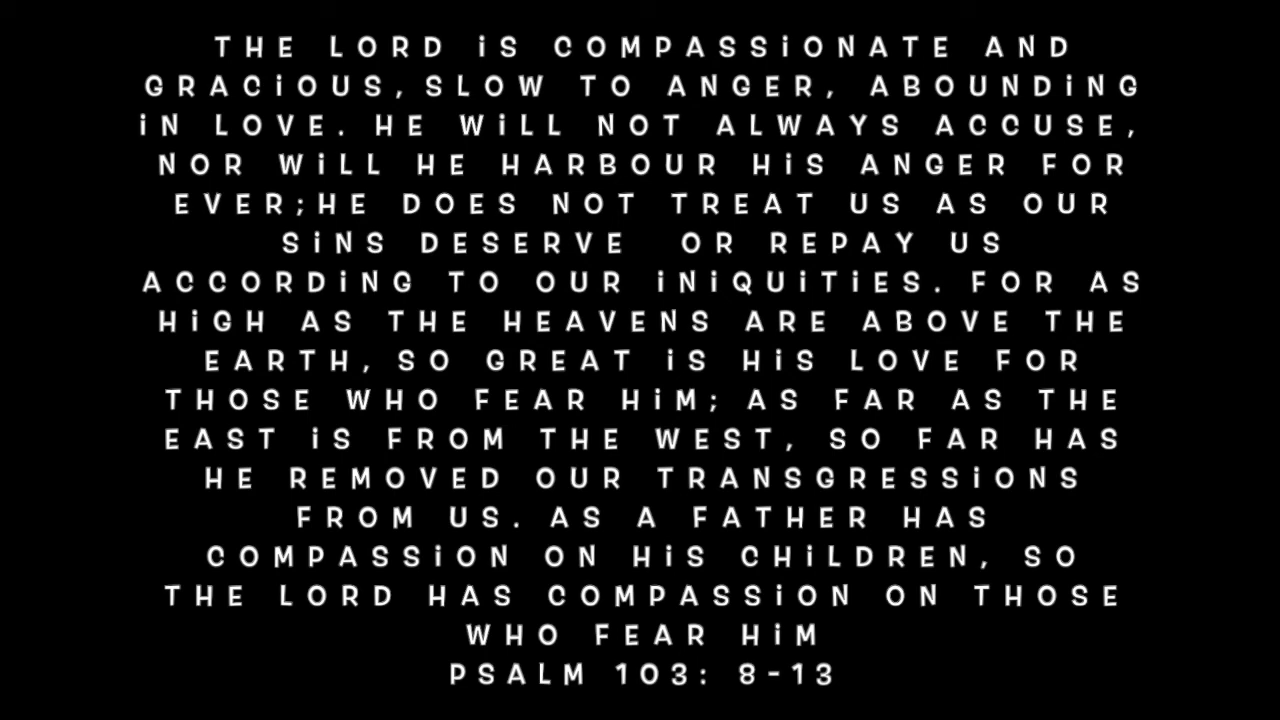 THE LORD iS COMPASSiONATE AND
GRACiOUS, SLOW TO ANGER, ABOUNDiNG
iN LOVE. HE WiLL NOT ALWAYS ACCUSE,
NOR WiLL HE HARBOUR HiS ANGER FOR
EVER;HE DOES NOT TREAT US AS OUR
SiNS DESERVE OR REPAY US
ACCORDiNG TO OUR iNiQUiTiES. FOR AS
HiGH AS THE HEAVENS ARE ABOVE THE
EARTH, SO GREAT iS HiS LOVE FOR
THOSE WHO FEAR HiM; AS FAR AS THE
EAST iS FROM THE WEST, SO FAR HAS
HE REMOVED OUR TRANSGRESSiONS
FROM US. AS A FATHER HAS
COMPASSiON ON HiS CHiLDREN, SO
THE LORD HAS COMPASSiON ON THOSE
WHO FEAR HiM
PSALM 103: 8-13